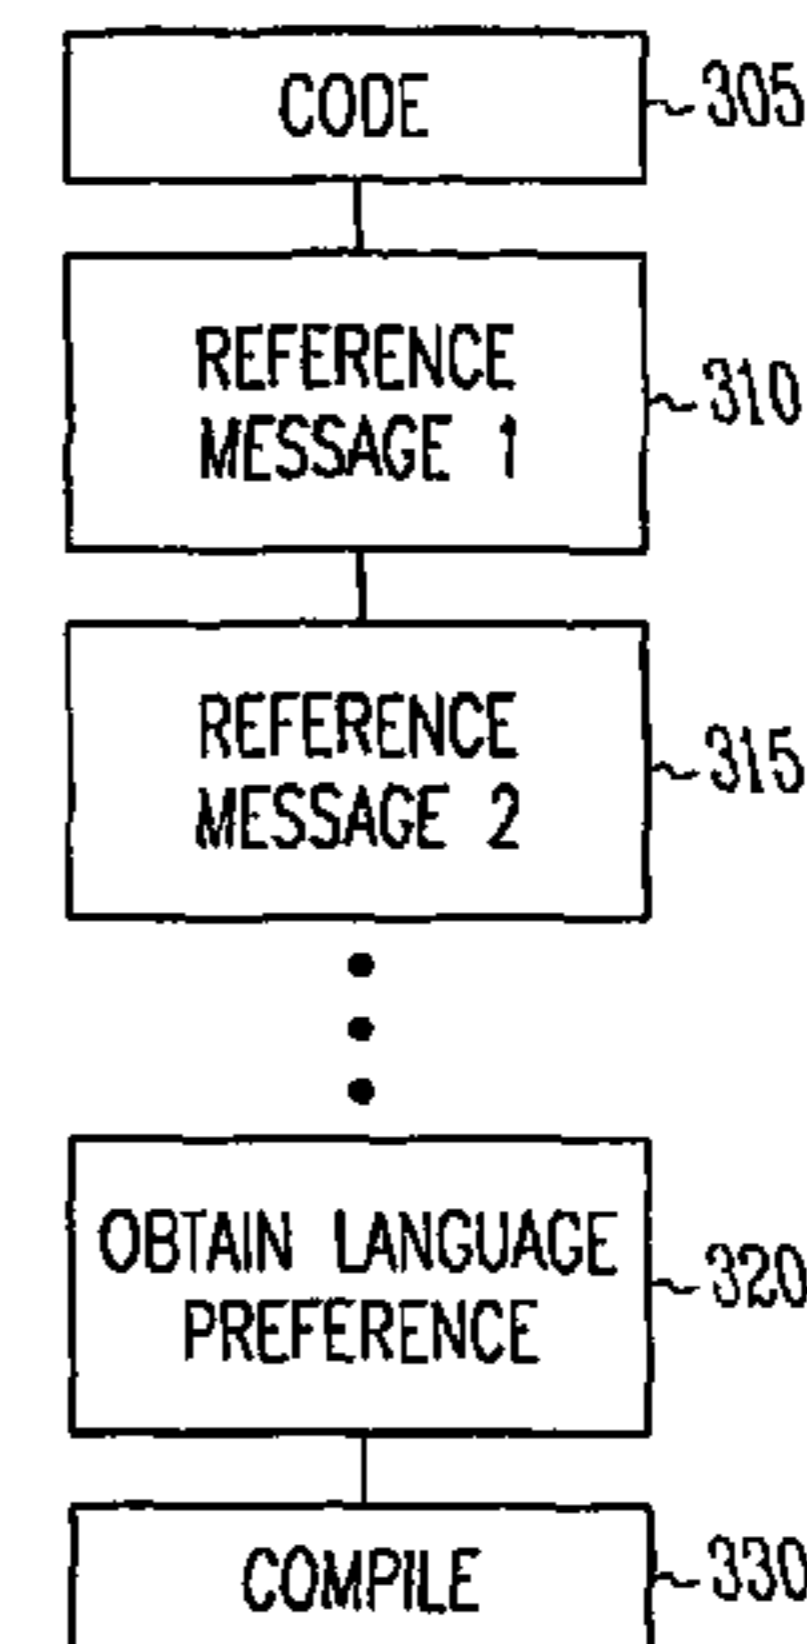 CODE
305
REFERENCE
MESSAGE 1
310
REFERENCE
MESSAGE 2
315
OBTAIN LANGUAGE
PREFERENCE
320
COMPILE
330